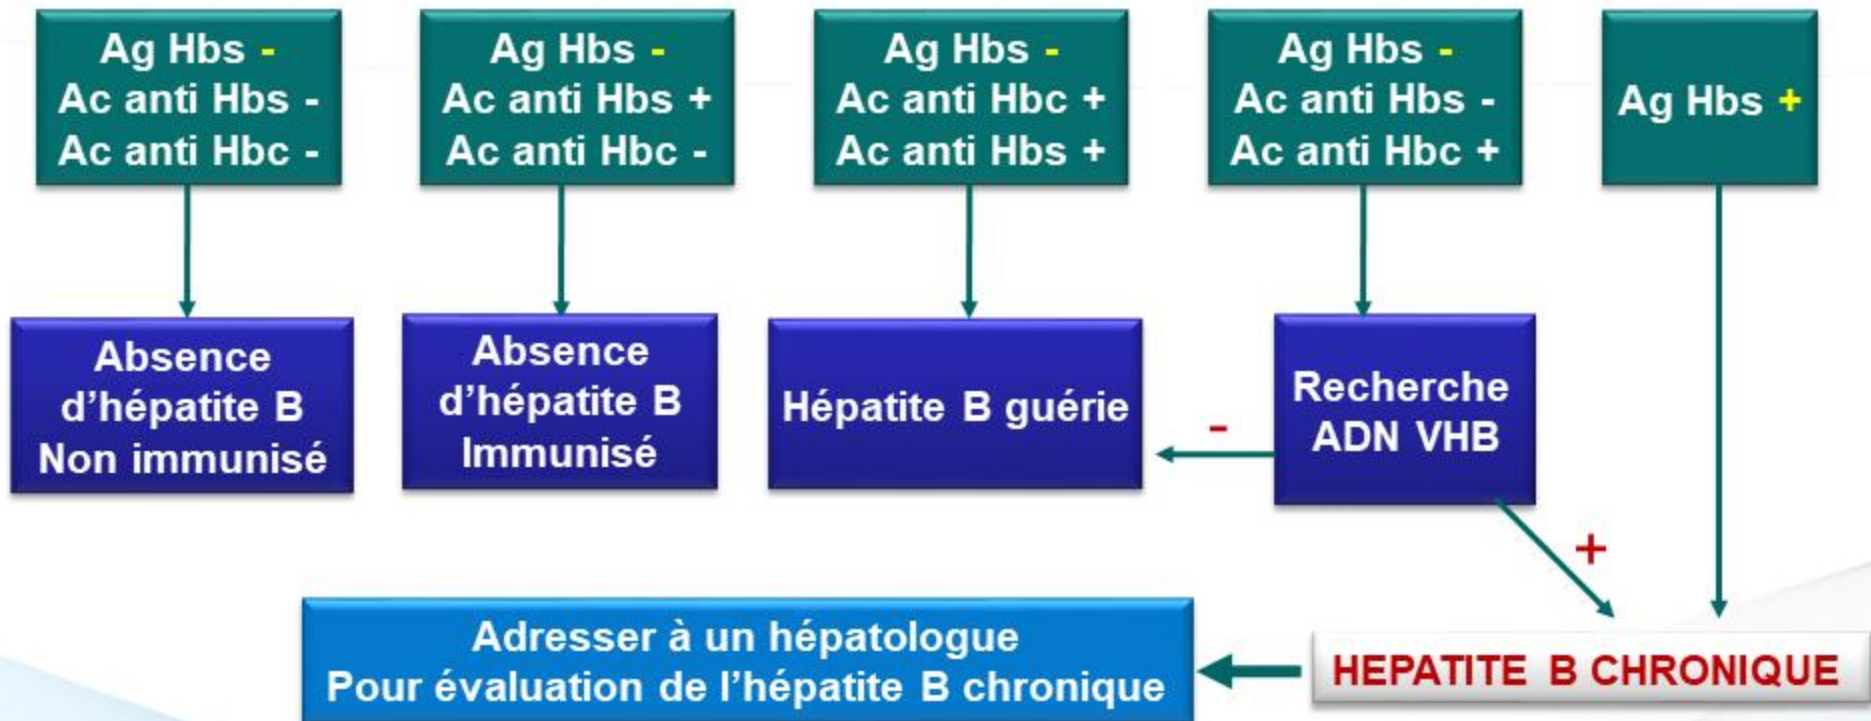 Ag Hbs -
Ac anti Hbs -
Ac anti Hbc -
Ag Hbs -
Ac anti Hbs +
Ac anti Hbc -
Ag Hbs -
Ac anti Hbc +
Ac anti Hbs +
Ag Hbs -
Ac anti Hbs -
Ac anti Hbc +
Ag Hbs +
Absence
d'hépatite B
Non immunisé
Absence
d'hépatite B
Immunisé
Hépatite B guérie
-
Recherche
ADN VHB
+
Adresser à un hépatologue
Pour évaluation de l'hépatite B chronique
HEPATITE B CHRONIQUE